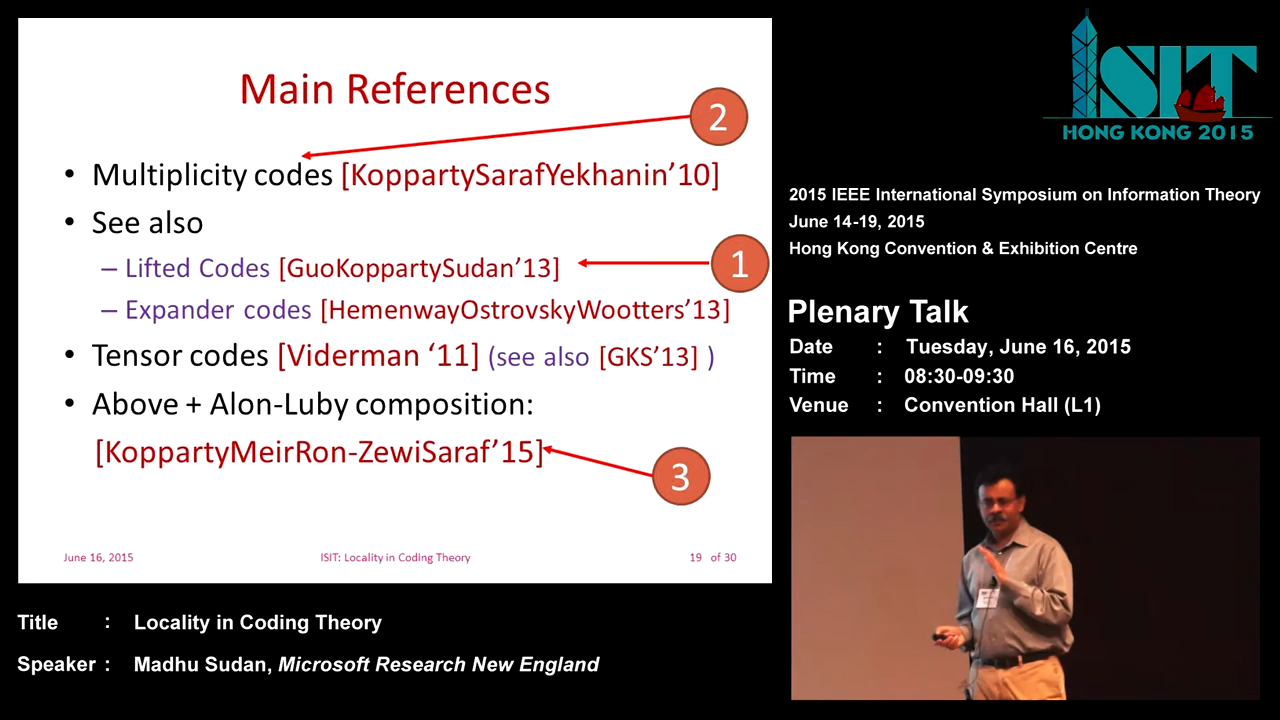 Main References
2
• Multiplicity codes [KoppartySarafYekhanin’10]
• See also
– Lifted Codes [GuoKoppartySudan’13]
1
– Expander codes [HemenwayOstrovskyWootters’13]
• Tensor codes [Viderman ‘11] (see also [GKS’13] )
• Above + Alon-Luby composition:
[KoppartyMeirRon-ZewiSaraf’15]
3
June 16, 2015 ISIT: Locality in Coding Theory 19 of 30
ISIT
HONG KONG 2015
2015 IEEE International Symposium on Information Theory
June 14-19, 2015
Hong Kong Convention & Exhibition Centre
Plenary Talk
Date : Tuesday, June 16, 2015
Time : 08:30-09:30
Venue : Convention Hall (L1)
Title : Locality in Coding Theory
Speaker : Madhu Sudan, Microsoft Research New England